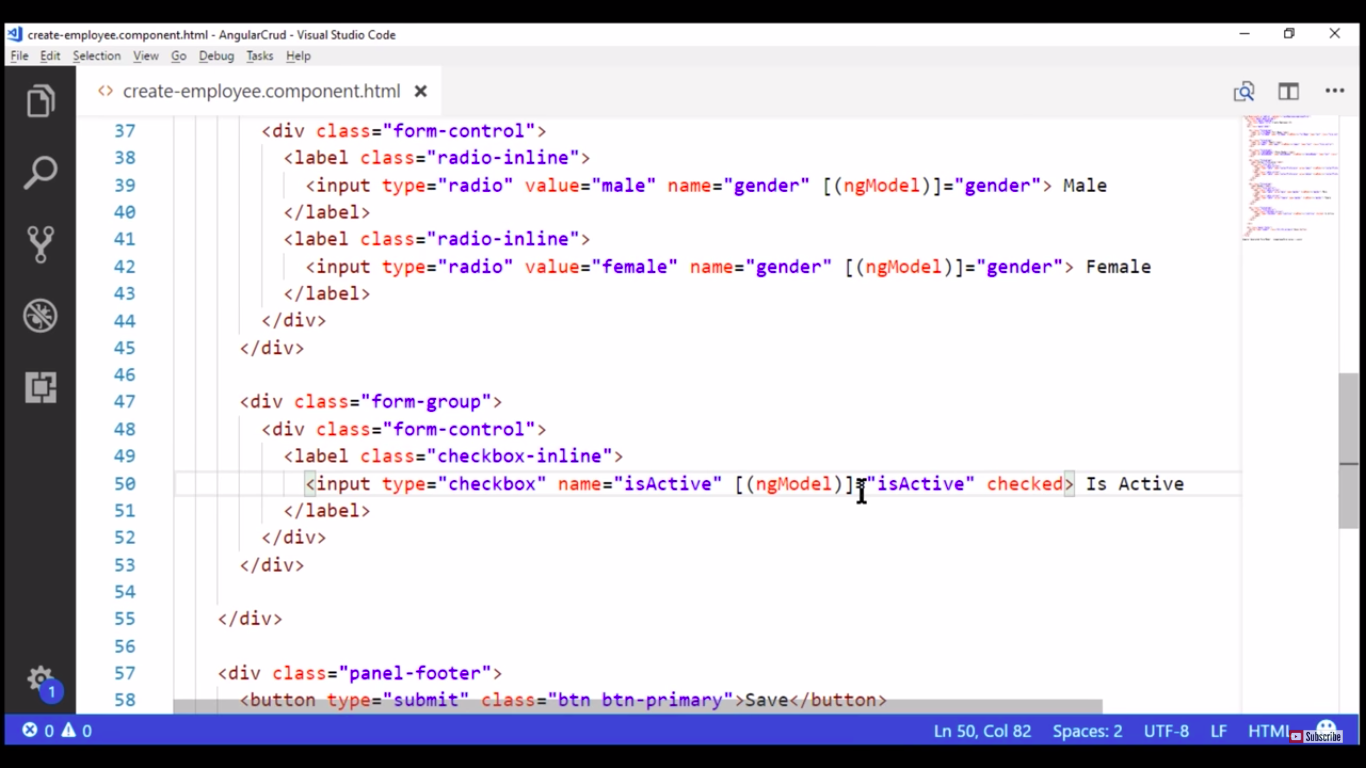 create-employee.component.html - AngularCrud - Visual Studio Code
File Edit Selection View Go Debug Tasks Help
<> create-employee.component.html
37 <div class="form-control">
38 <label class="radio-inline">
39 <input type="radio" value="male" name="gender" [(ngModel)]="gender"> Male
40 </label>
41 <label class="radio-inline">
42 <input type="radio" value="female" name="gender" [(ngModel)]="gender"> Female
43 </label>
44 </div>
45 </div>
46
47 <div class="form-group">
48 <div class="form-control">
49 <label class="checkbox-inline">
50 <input type="checkbox" name="isActive" [(ngModel)]="isActive" checked> Is Active
51 </label>
52 </div>
53 </div>
54
55 </div>
56
57 <div class="panel-footer">
58 <button type="submit" class="btn btn-primary">Save</button>
1
0 0 Ln 50, Col 82 Spaces: 2 UTF-8 LF HTML
Subscribe